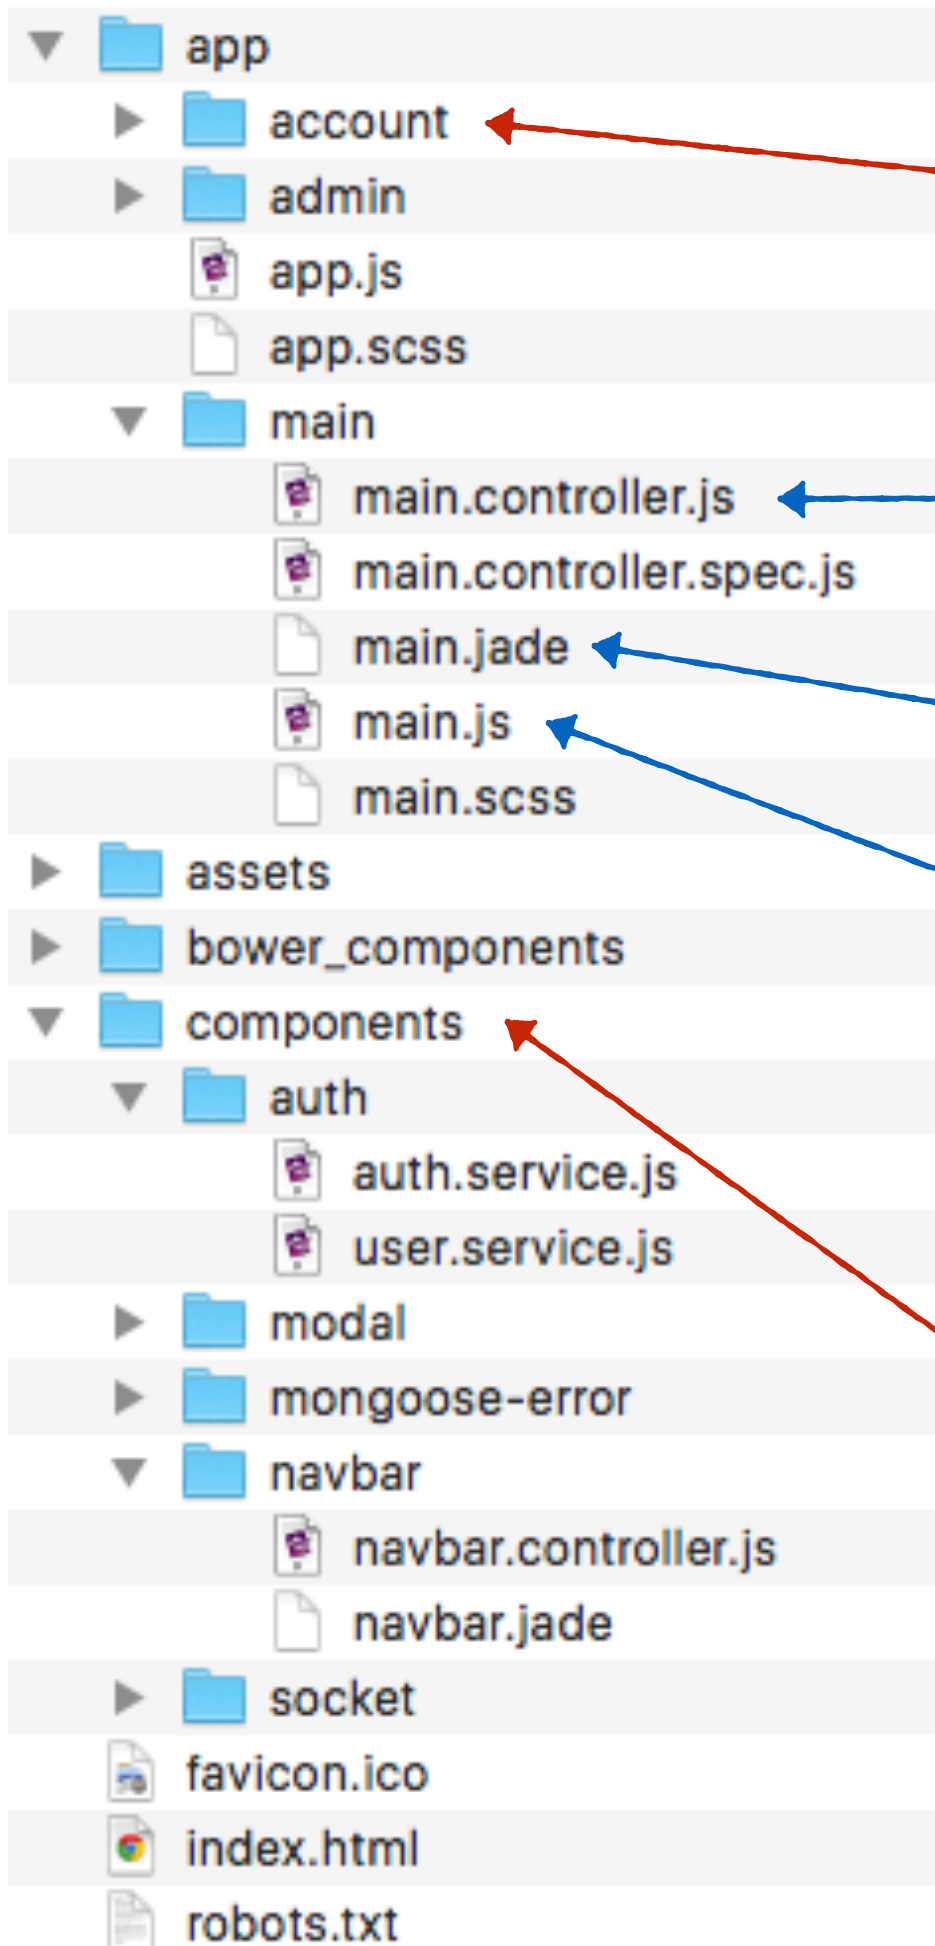 app
account
admin
app.js
app.scss
main
main.controller.js
main.controller.spec.js
main.jade
main.js
main.scss
assets
bower_components
components
auth
auth.service.js
user.service.js
modal
mongoose-error
navbar
navbar.controller.js
navbar.jade
socket
favicon.ico
index.html
robots.txt